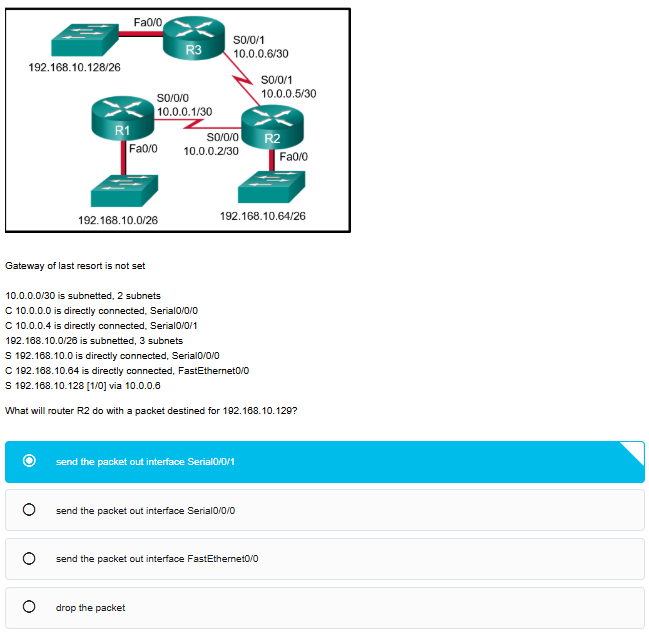 Fa0/0
R3
S0/0/1
10.0.0.6/30
192.168.10.128/26
S0/0/1
10.0.0.5/30
S0/0/0
10.0.0.1/30
R1
S0/0/0
R2
Fa0/0
10.0.0.2/30
Fa0/0
192.168.10.0/26
192.168.10.64/26
Gateway of last resort is not set
10.0.0.0/30 is subnetted, 2 subnets
C 10.0.0.0 is directly connected, Serial0/0/0
C 10.0.0.4 is directly connected, Serial0/0/1
192.168.10.0/26 is subnetted, 3 subnets
S 192.168.10.0 is directly connected, Serial0/0/0
C 192.168.10.64 is directly connected, FastEthernet0/0
S 192.168.10.128 [1/0] via 10.0.0.6
What will router R2 do with a packet destined for 192.168.10.129?
send the packet out interface Serial0/0/1
send the packet out interface Serial0/0/0
send the packet out interface FastEthernet0/0
drop the packet